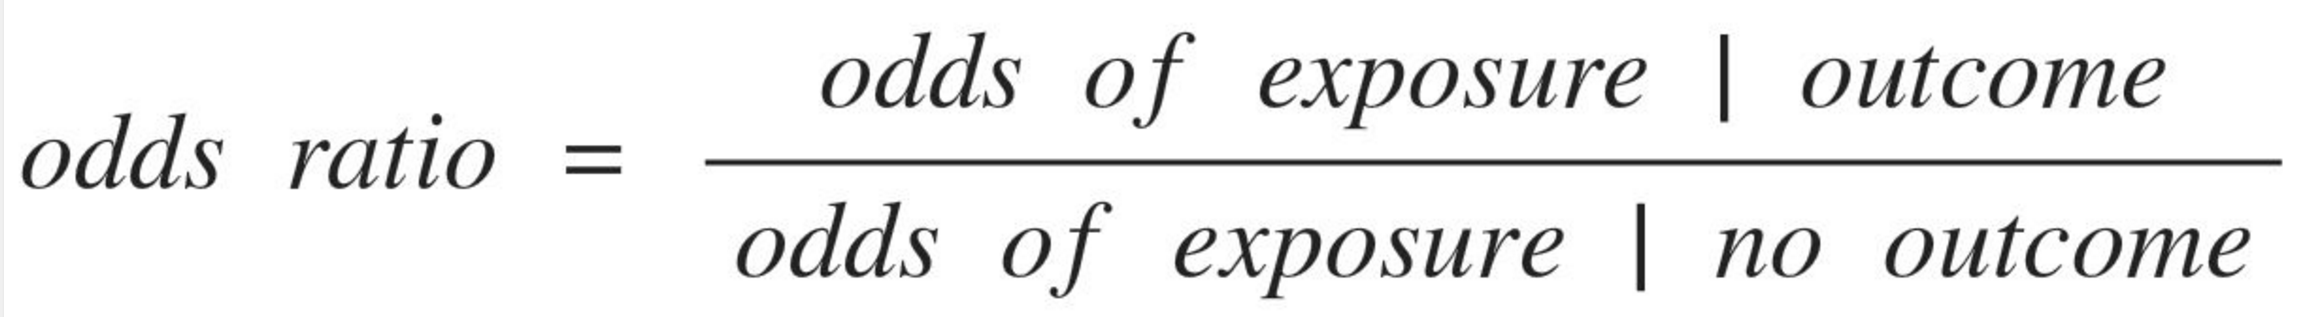 odds ratio = odds of exposure | outcome
odds of exposure | no outcome